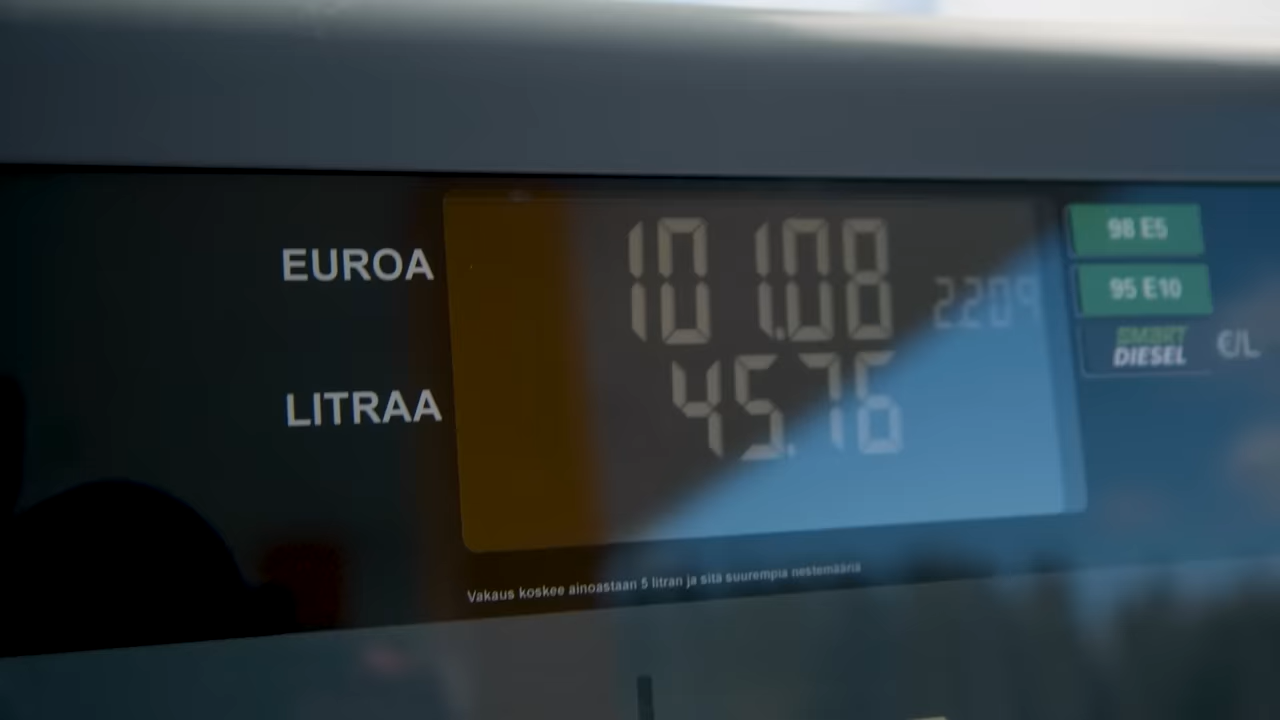 EUROA 101.08
2.209
98 E5
95 E10
SMART
DIESEL
€/L
LITRAA 45.76
Vakaus koskee ainoastaan 5 litran ja sitä suurempia nestemääriä